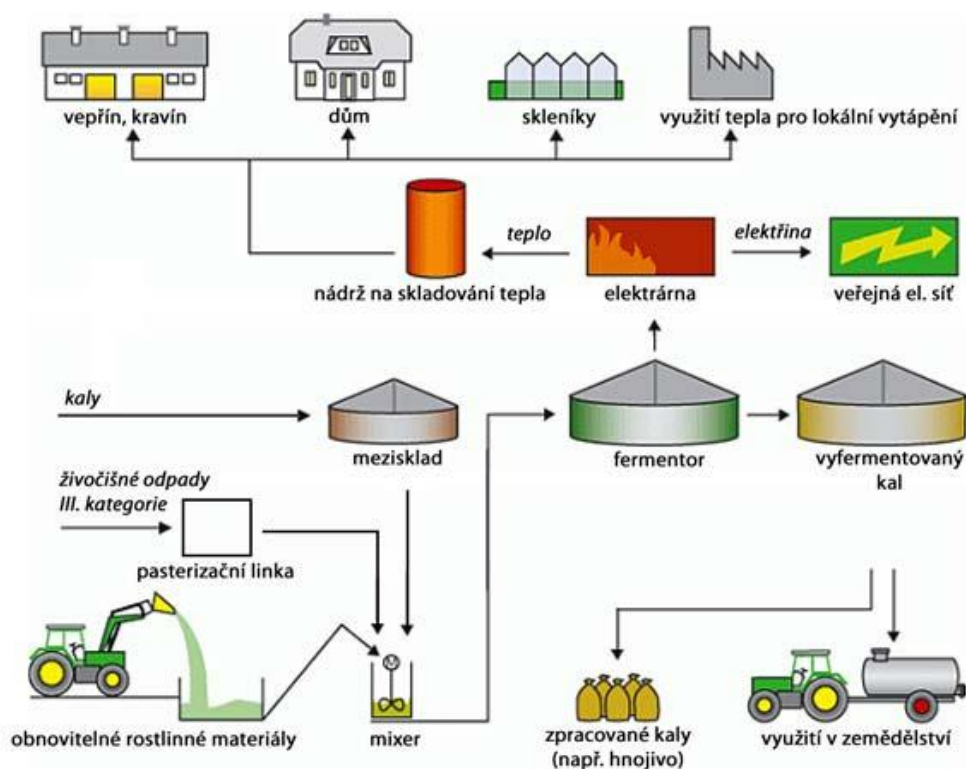 vepřín, kravín
dům
skleníky
využití tepla pro lokální vytápění
teplo
elektřina
nádrž na skladování tepla
elektrárna
veřejná el. síť
kaly
mezisklad
fermentor
vyfermentovaný
kal
živočišné odpady
III. kategorie
pasterizační linka
obnovitelné rostlinné materiály
mixer
zpracované kaly
(např. hnojivo)
využití v zemědělství